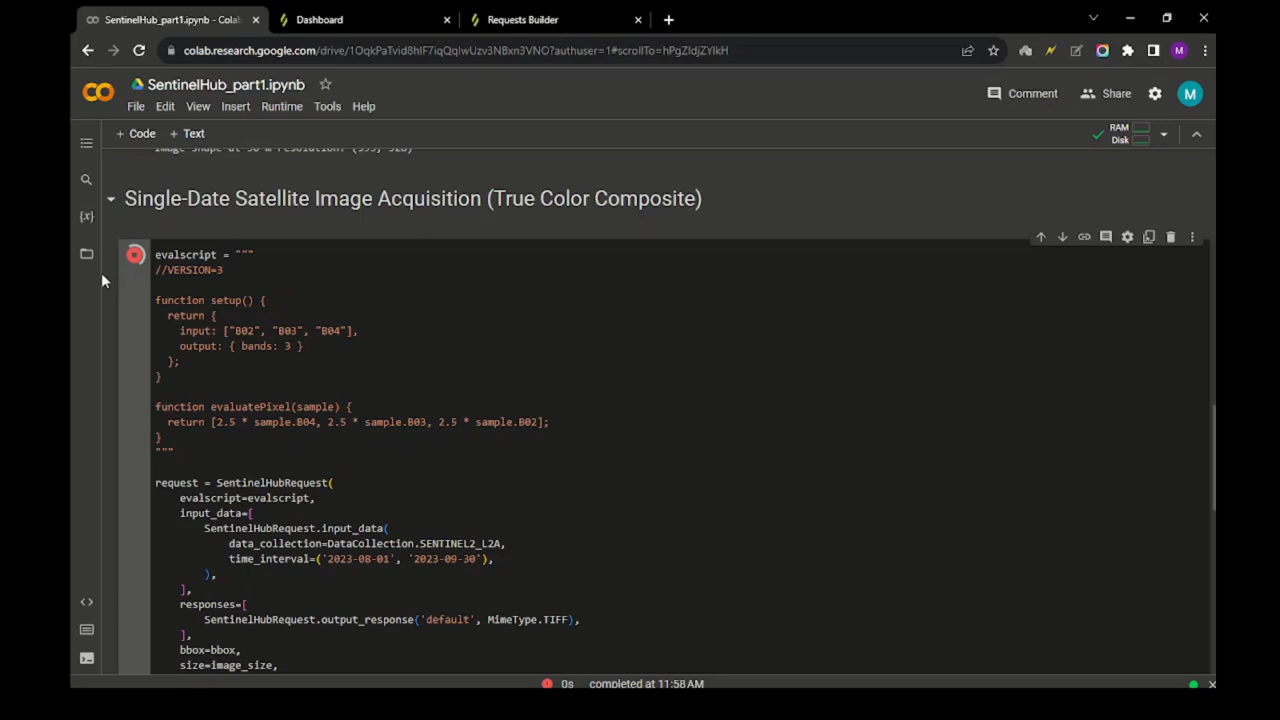 SentinelHub_part1.ipynb - Colab
Dashboard
Requests Builder
colab.research.google.com/drive/1OqkPaTvid8hIF7iqQqlwUzv3NBxn3VNO?authuser=1#scrollTo=hPgZIdjZYlkH
M
SentinelHub_part1.ipynb
File Edit View Insert Runtime Tools Help
Comment
Share
M
+ Code + Text
RAM
Disk
Single-Date Satellite Image Acquisition (True Color Composite)
evalscript = """
//VERSION=3
function setup() {
return {
input: ["B02", "B03", "B04"],
output: { bands: 3 }
};
}
function evaluatePixel(sample) {
return [2.5 * sample.B04, 2.5 * sample.B03, 2.5 * sample.B02];
}
"""
request = SentinelHubRequest(
evalscript=evalscript,
input_data=[
SentinelHubRequest.input_data(
data_collection=DataCollection.SENTINEL2_L2A,
time_interval=('2023-08-01', '2023-09-30'),
),
],
responses=[
SentinelHubRequest.output_response('default', MimeType.TIFF),
],
bbox=bbox,
size=image_size,
0s completed at 11:58 AM